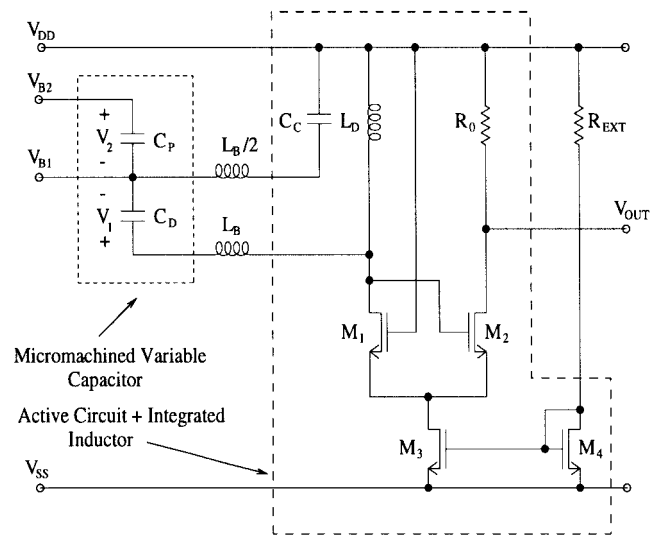 V_DD
V_B2
+
V_2
C_P
-
V_B1
-
V_1
C_D
+
L_B/2
L_B
C_C
L_D
R_0
R_EXT
V_OUT
M_1
M_2
M_3
M_4
Micromachined Variable
Capacitor
Active Circuit + Integrated
Inductor
V_SS